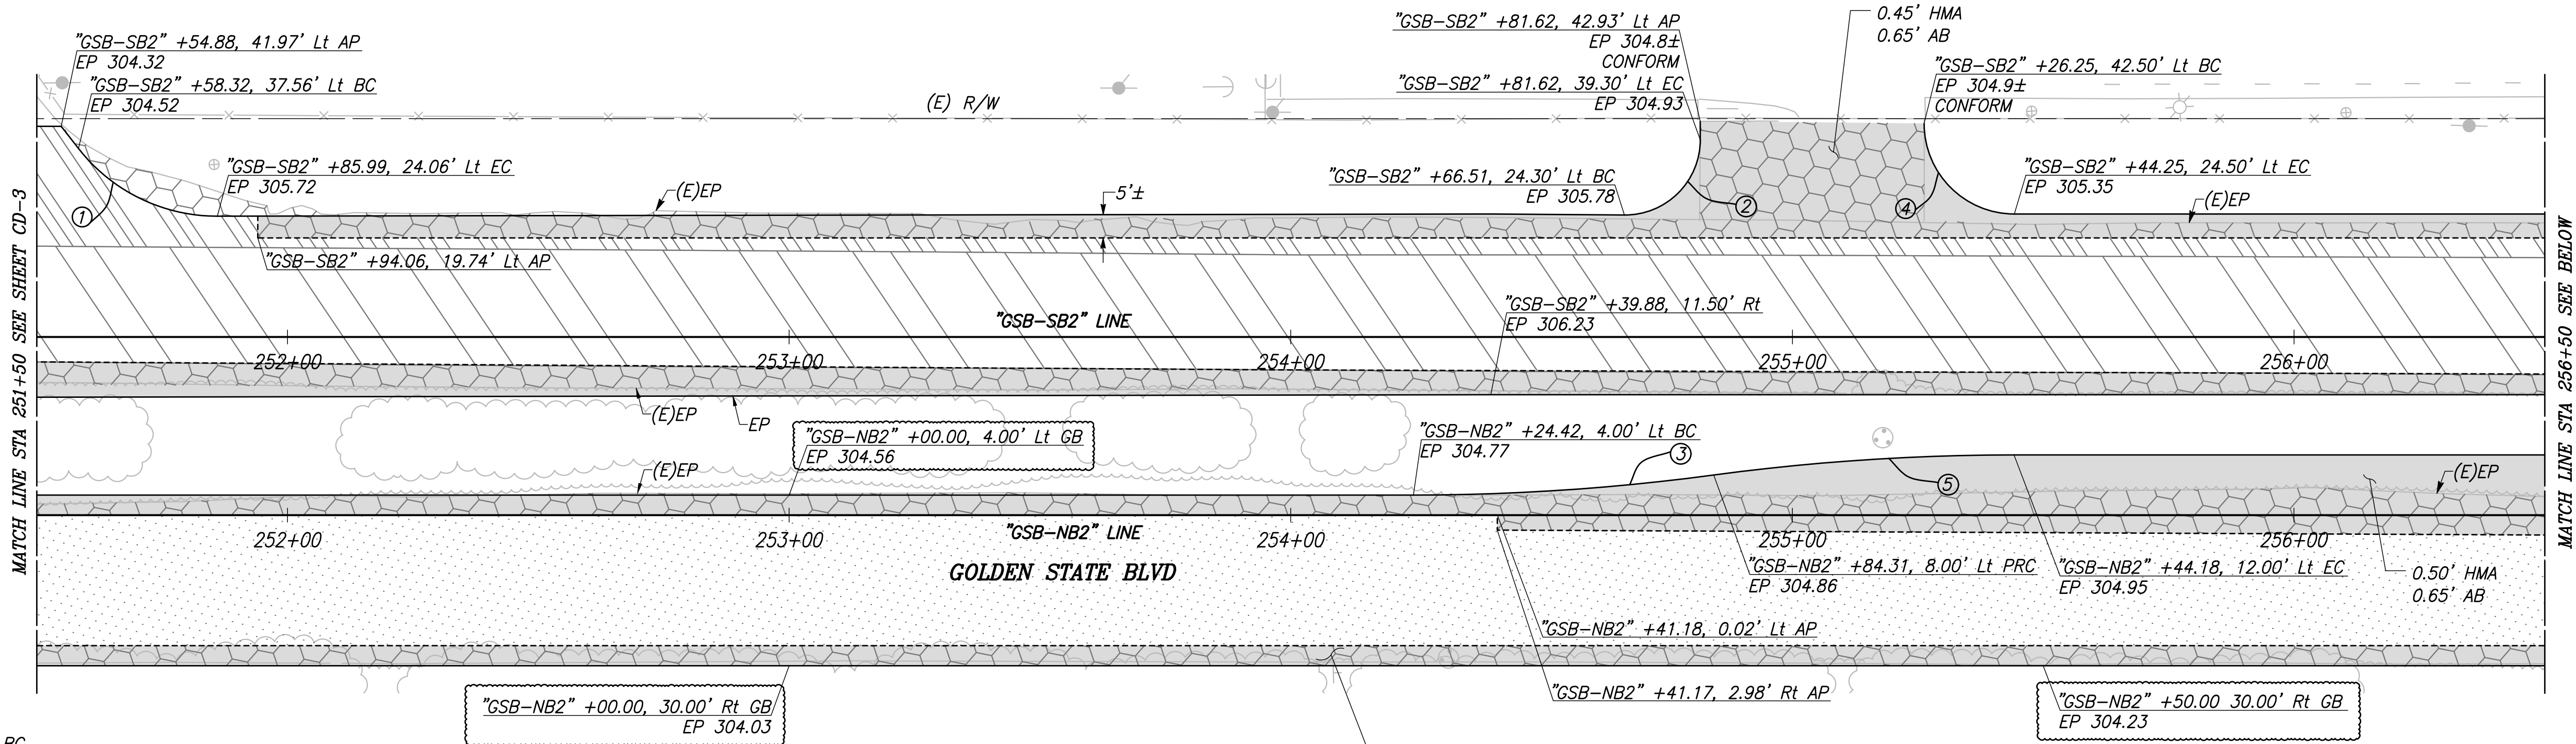 "GSB-SB2" +54.88, 41.97' Lt AP
EP 304.32
"GSB-SB2" +58.32, 37.56' Lt BC
EP 304.52
"GSB-SB2" +85.99, 24.06' Lt EC
EP 305.72
"GSB-SB2" +94.06, 19.74' Lt AP
①
(E)EP
(E) R/W
5'±
"GSB-SB2" +81.62, 42.93' Lt AP
EP 304.8±
CONFORM
"GSB-SB2" +81.62, 39.30' Lt EC
EP 304.93
"GSB-SB2" +66.51, 24.30' Lt BC
EP 305.78
0.45' HMA
0.65' AB
"GSB-SB2" +26.25, 42.50' Lt BC
EP 304.9±
CONFORM
"GSB-SB2" +44.25, 24.50' Lt EC
EP 305.35
②
④
(E)EP
MATCH LINE STA 251+50 SEE SHEET CD-3
MATCH LINE STA 256+50 SEE BELOW
"GSB-SB2" LINE
"GSB-SB2" +39.88, 11.50' Rt
EP 306.23
252+00
253+00
254+00
255+00
256+00
(E)EP
EP
"GSB-NB2" +00.00, 4.00' Lt GB
EP 304.56
(E)EP
"GSB-NB2" +24.42, 4.00' Lt BC
EP 304.77
③
⑤
(E)EP
252+00
253+00
"GSB-NB2" LINE
254+00
255+00
256+00
GOLDEN STATE BLVD
"GSB-NB2" +84.31, 8.00' Lt PRC
EP 304.86
"GSB-NB2" +44.18, 12.00' Lt EC
EP 304.95
0.50' HMA
0.65' AB
"GSB-NB2" +41.18, 0.02' Lt AP
"GSB-NB2" +41.17, 2.98' Rt AP
"GSB-NB2" +00.00, 30.00' Rt GB
EP 304.03
"GSB-NB2" +50.00 30.00' Rt GB
EP 304.23